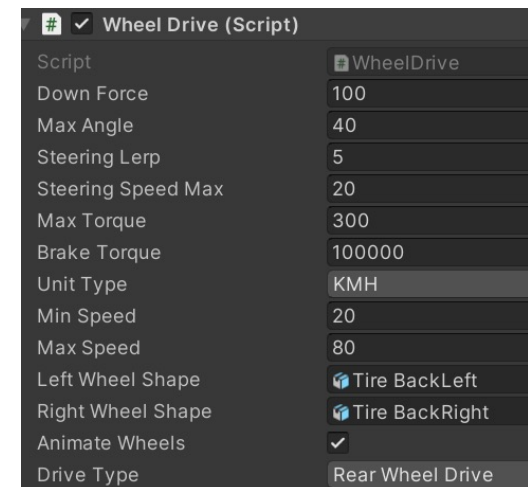 # Wheel Drive (Script)
Script # WheelDrive
Down Force 100
Max Angle 40
Steering Lerp 5
Steering Speed Max 20
Max Torque 300
Brake Torque 100000
Unit Type KMH
Min Speed 20
Max Speed 80
Left Wheel Shape Tire BackLeft
Right Wheel Shape Tire BackRight
Animate Wheels
Drive Type Rear Wheel Drive